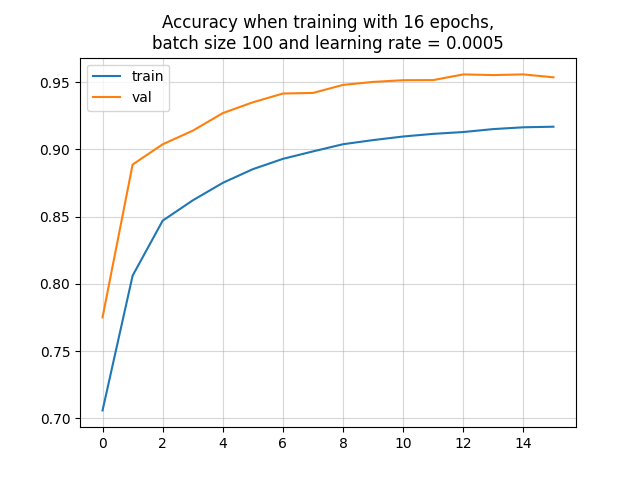 Accuracy when training with 16 epochs,
batch size 100 and learning rate = 0.0005
train
val
0.95
0.90
0.85
0.80
0.75
0.70
0 2 4 6 8 10 12 14